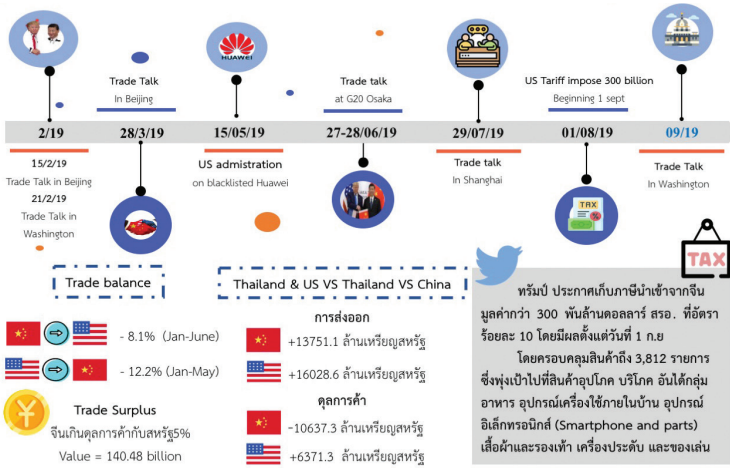 HUAWEI
Trade Talk
In Beijing
Trade talk
at G20 Osaka
US Tariff impose 300 billion
Beginning 1 sept
2/19
28/3/19
15/05/19
27-28/06/19
29/07/19
01/08/19
09/19
15/2/19
Trade Talk in Beijing
21/2/19
Trade Talk in
Washington
US admistration
on blacklisted Huawei
Trade talk
In Shanghai
TAX
Trade Talk
In Washington
TAX
Trade balance
- 8.1% (Jan-June)
- 12.2% (Jan-May)
Trade Surplus
จีนเกินดุลการค้ากับสหรัฐ5%
Value = 140.48 billion
Thailand & US VS Thailand VS China
การส่งออก
+13751.1 ล้านเหรียญสหรัฐ
+16028.6 ล้านเหรียญสหรัฐ
ดุลการค้า
-10637.3 ล้านเหรียญสหรัฐ
+6371.3 ล้านเหรียญสหรัฐ
ทรัมป์ ประกาศเก็บภาษีนำเข้าจากจีน
มูลค่ากว่า 300 พันล้านดอลลาร์ สรอ. ที่อัตรา
ร้อยละ 10 โดยมีผลตั้งแต่วันที่ 1 ก.ย
โดยครอบคลุมสินค้าถึง 3,812 รายการ
ซึ่งพุ่งเป้าไปที่สินค้าอุปโภค บริโภค อันได้กลุ่ม
อาหาร อุปกรณ์เครื่องใช้ภายในบ้าน อุปกรณ์
อิเล็กทรอนิกส์ (Smartphone and parts)
เสื้อผ้าและรองเท้า เครื่องประดับ และของเล่น